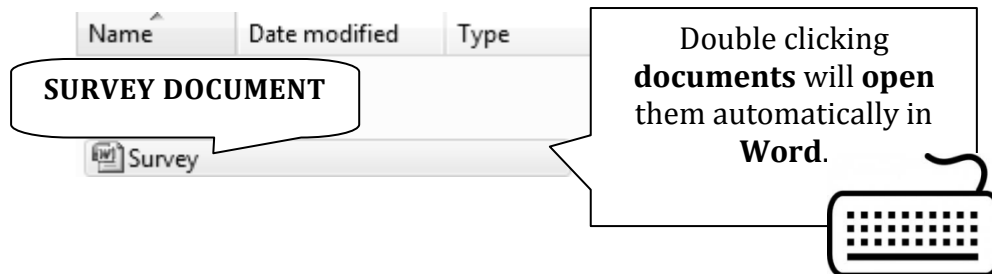 Name Date modified Type
SURVEY DOCUMENT
Survey
Double clicking
documents will open
them automatically in
Word.